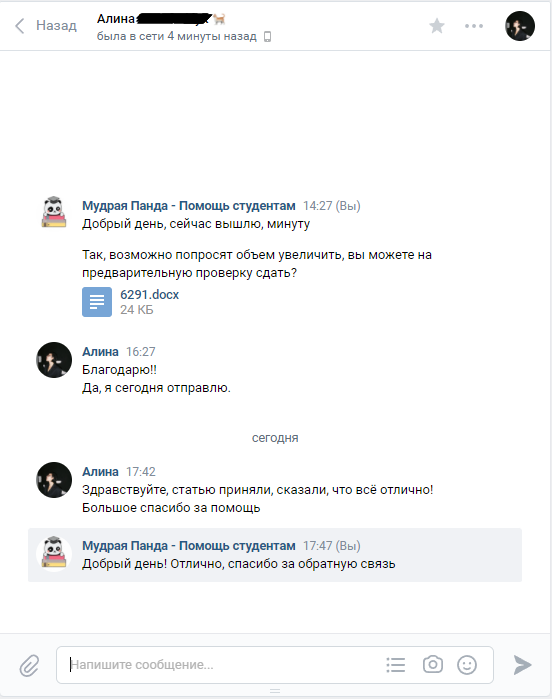 Назад
Алина
была в сети 4 минуты назад
Мудрая Панда - Помощь студентам 14:27 (Вы)
Добрый день, сейчас вышлю, минуту
Так, возможно попросят объем увеличить, вы можете на
предварительную проверку сдать?
6291.docx
24 КБ
Алина 16:27
Благодарю!!
Да, я сегодня отправлю.
сегодня
Алина 17:42
Здравствуйте, статью приняли, сказали, что всё отлично!
Большое спасибо за помощь
Мудрая Панда - Помощь студентам 17:47 (Вы)
Добрый день! Отлично, спасибо за обратную связь
Напишите сообщение...